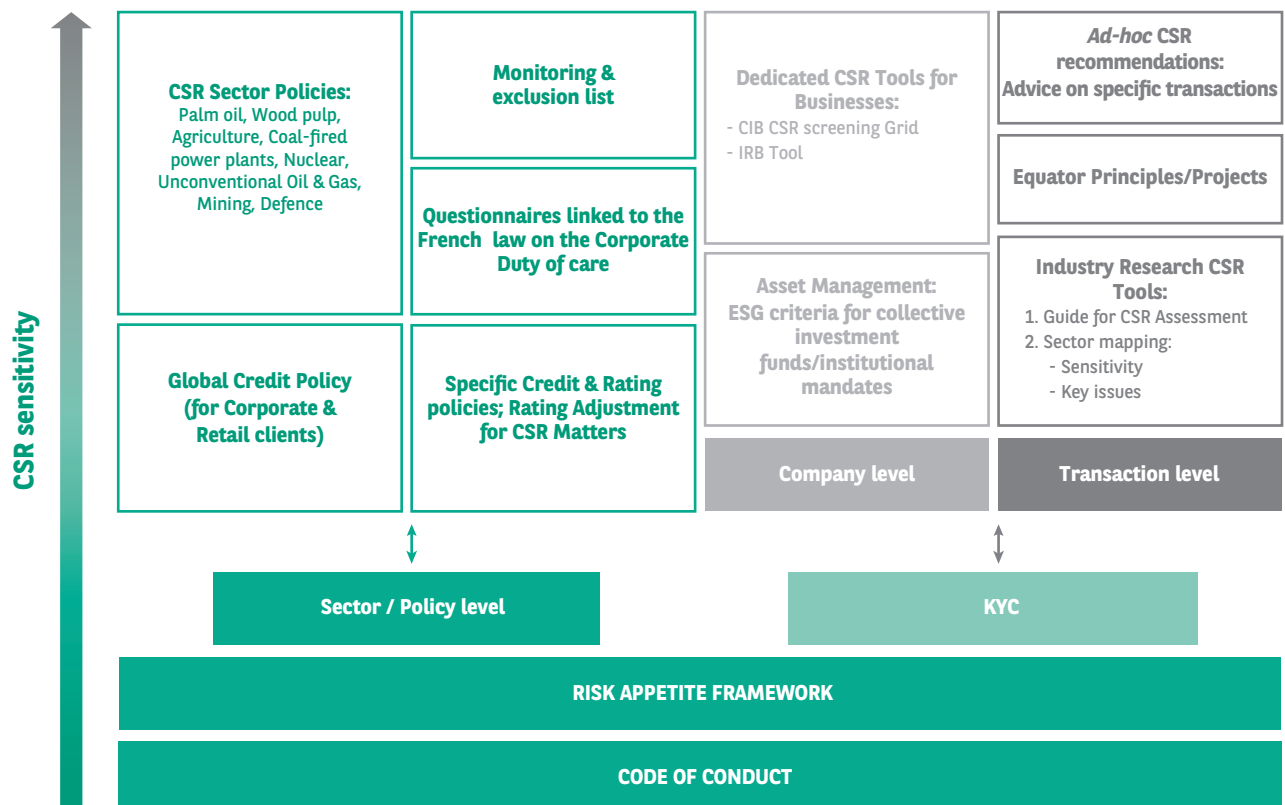 CSR sensitivity
CSR Sector Policies:
Palm oil, Wood pulp,
Agriculture, Coal-fired
power plants, Nuclear,
Unconventional Oil & Gas,
Mining, Defence
Global Credit Policy
(for Corporate &
Retail clients)
Monitoring &
exclusion list
Questionnaires linked to the
French law on the Corporate
Duty of care
Specific Credit & Rating
policies; Rating Adjustment
for CSR Matters
Dedicated CSR Tools for
Businesses:
- CIB CSR screening Grid
- IRB Tool
Asset Management:
ESG criteria for collective
investment
funds/institutional
mandates
Company level
Ad-hoc CSR
recommendations:
Advice on specific transactions
Equator Principles/Projects
Industry Research CSR
Tools:
1. Guide for CSR Assessment
2. Sector mapping:
- Sensitivity
- Key issues
Transaction level
Sector / Policy level
KYC
RISK APPETITE FRAMEWORK
CODE OF CONDUCT